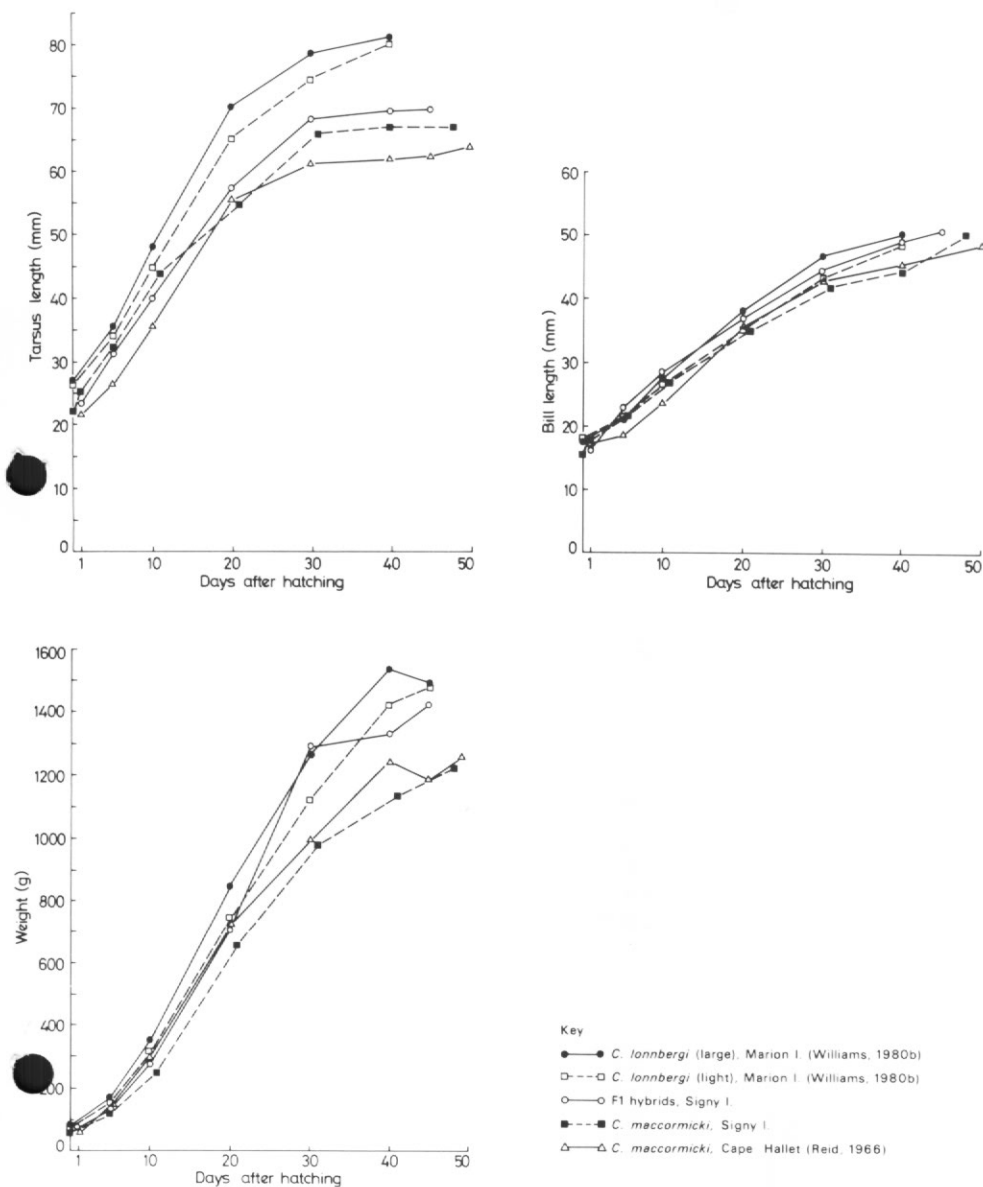 80
70
60
50
40
30
20
10
0
Tarsus length (mm)
1 10 20 30 40 50
Days after hatching
60
50
40
30
20
10
0
Bill length (mm)
1 10 20 30 40 50
Days after hatching
1600
1400
1200
1000
800
600
400
200
0
Weight (g)
1 10 20 30 40 50
Days after hatching
Key
C. lonnbergi (large), Marion I. (Williams, 1980b)
C. lonnbergi (light), Marion I. (Williams, 1980b)
F1 hybrids, Signy I.
C. maccormicki, Signy I.
C. maccormicki, Cape Hallet (Reid, 1966)